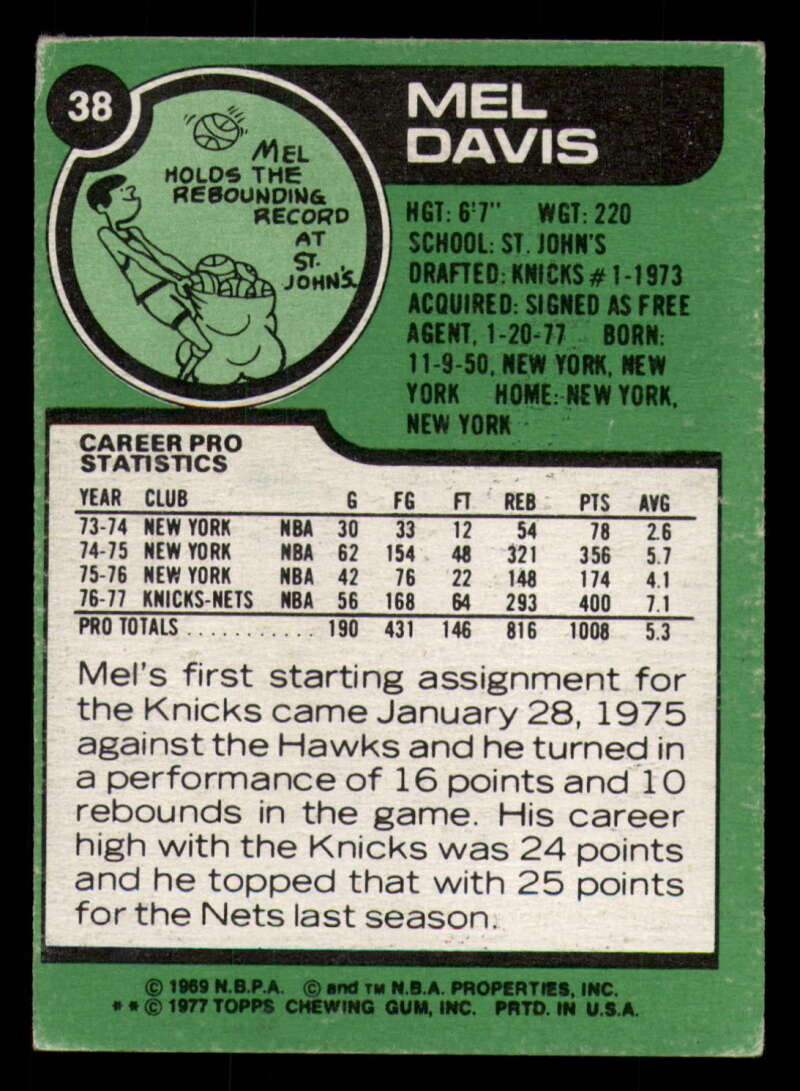 38
MEL
DAVIS
MEL
HOLDS THE
REBOUNDING
RECORD
AT
ST.
JOHN'S.
HGT: 6'7" WGT: 220
SCHOOL: ST. JOHN'S
DRAFTED: KNICKS # 1-1973
ACQUIRED: SIGNED AS FREE
AGENT, 1-20-77 BORN:
11-9-50, NEW YORK, NEW
YORK HOME: NEW YORK,
NEW YORK
CAREER PRO
STATISTICS
YEAR CLUB G FG FT REB PTS AVG
73-74 NEW YORK NBA 30 33 12 54 78 2.6
74-75 NEW YORK NBA 62 154 48 321 356 5.7
75-76 NEW YORK NBA 42 76 22 148 174 4.1
76-77 KNICKS-NETS NBA 56 168 64 293 400 7.1
PRO TOTALS ............ 190 431 146 816 1008 5.3
Mel's first starting assignment for
the Knicks came January 28, 1975
against the Hawks and he turned in
a performance of 16 points and 10
rebounds in the game. His career
high with the Knicks was 24 points
and he topped that with 25 points
for the Nets last season.
© 1969 N.B.P.A. © and TM N.B.A. PROPERTIES, INC.
* * © 1977 TOPPS CHEWING GUM, INC. PRTD. IN U.S.A.